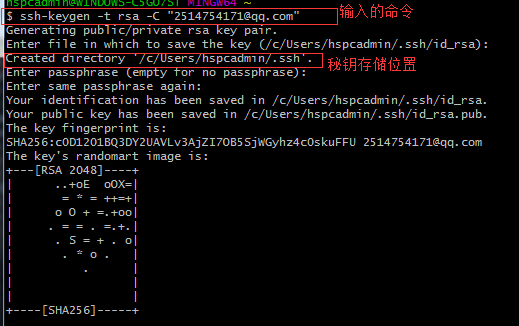 hspcadmin@WINDOWS-C5GU7ST MINGW64 ~
$ ssh-keygen -t rsa -C "2514754171@qq.com" 输入的命令
Generating public/private rsa key pair.
Enter file in which to save the key (/c/Users/hspcadmin/.ssh/id_rsa):
Created directory '/c/Users/hspcadmin/.ssh'. 秘钥存储位置
Enter passphrase (empty for no passphrase):
Enter same passphrase again:
Your identification has been saved in /c/Users/hspcadmin/.ssh/id_rsa.
Your public key has been saved in /c/Users/hspcadmin/.ssh/id_rsa.pub.
The key fingerprint is:
SHA256:cOD12O1BQ3DY2UAVLv3AjZI7OB5SjWGyhz4cOskuFFU 2514754171@qq.com
The key's randomart image is:
+---[RSA 2048]----+
|      ..+oE  oOX=|
|       = * = ++=+|
|      o O + =.+oo|
|     . = = . =.+.|
|      . S = + . o|
|       . * o .   |
|          .      |
|                 |
|                 |
+----[SHA256]-----+